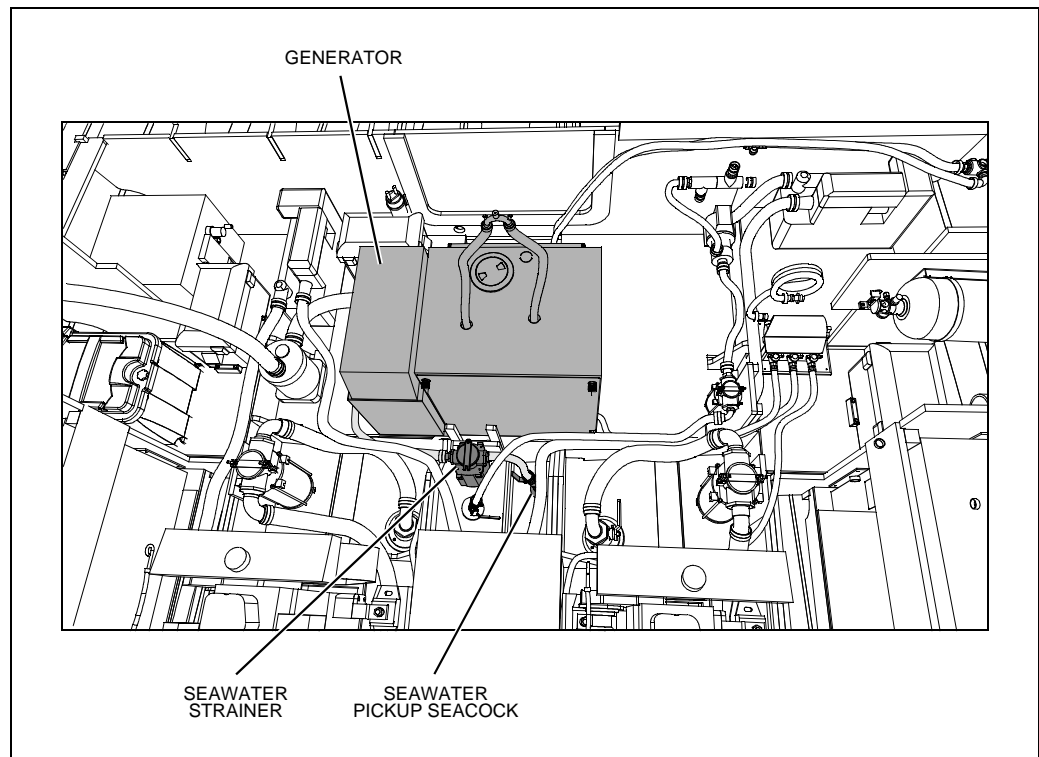 GENERATOR
SEAWATER
STRAINER
SEAWATER
PICKUP SEACOCK